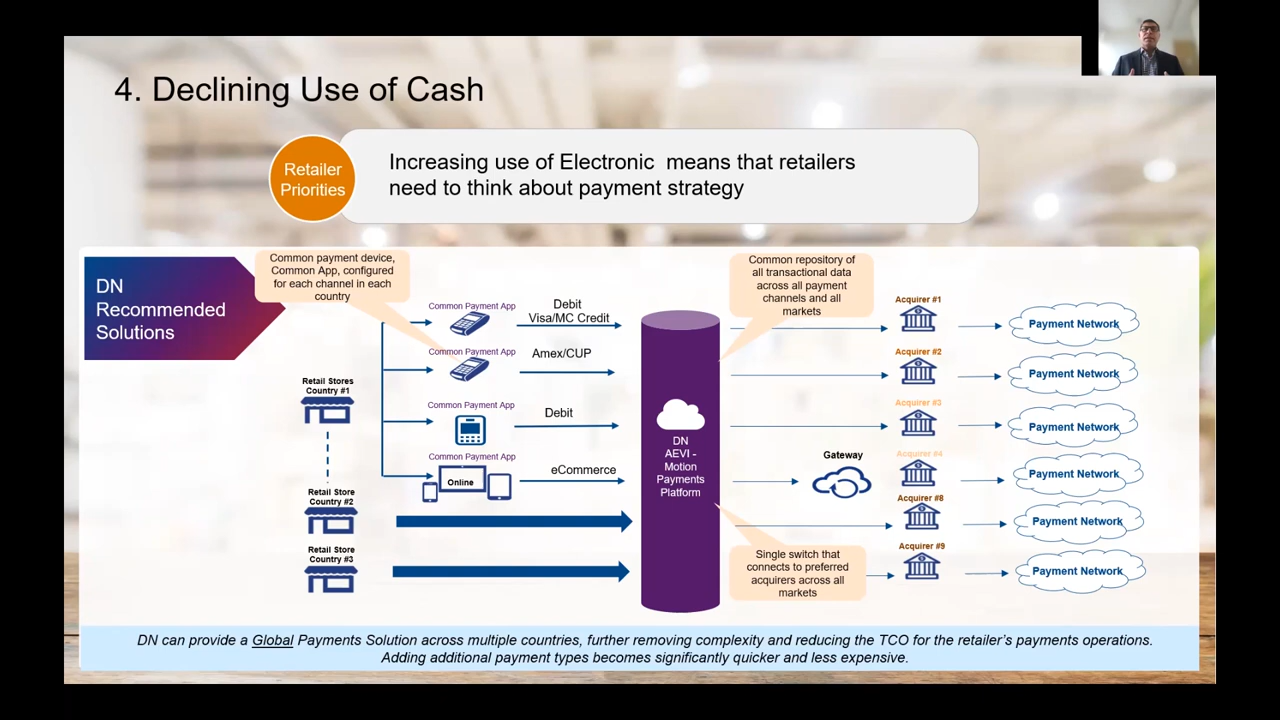 4. Declining Use of Cash
Retailer
Priorities
Increasing use of Electronic means that retailers
need to think about payment strategy
DN
Recommended
Solutions
Common payment device,
Common App, configured
for each channel in each
country
Common repository of
all transactional data
across all payment
channels and all
markets
Retail Stores
Country #1
Retail Store
Country #2
Retail Store
Country #3
Common Payment App
Debit
Visa/MC Credit
Common Payment App
Amex/CUP
Common Payment App
Debit
Common Payment App
Online
eCommerce
DN
AEVI -
Motion
Payments
Platform
Gateway
Single switch that
connects to preferred
acquirers across all
markets
Acquirer #1
Payment Network
Acquirer #2
Payment Network
Acquirer #3
Payment Network
Acquirer #4
Payment Network
Acquirer #8
Payment Network
Acquirer #9
Payment Network
DN can provide a Global Payments Solution across multiple countries, further removing complexity and reducing the TCO for the retailer's payments operations.
Adding additional payment types becomes significantly quicker and less expensive.